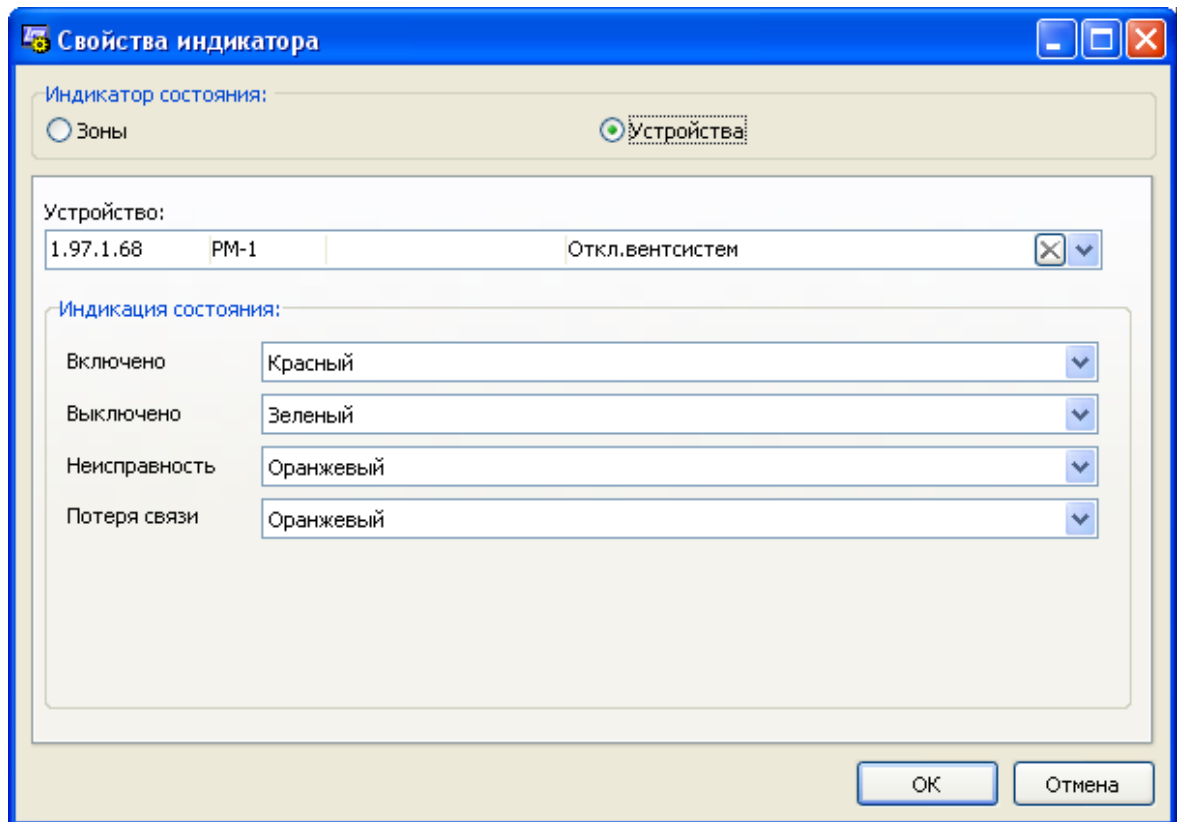 Свойства индикатора
Индикатор состояния:
Зоны Устройства
Устройство:
1.97.1.68 РМ-1 Откл.вентсистем
Индикация состояния:
Включено Красный
Выключено Зеленый
Неисправность Оранжевый
Потеря связи Оранжевый
ОК Отмена